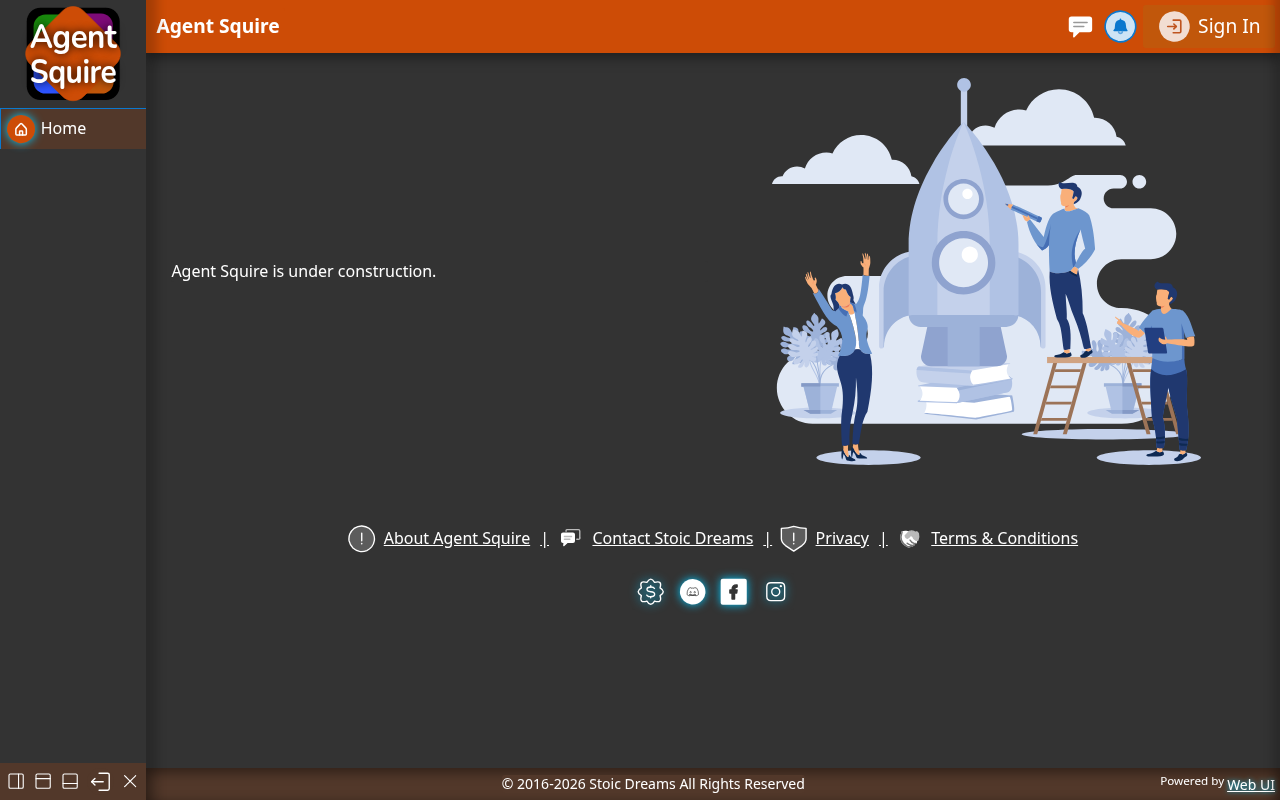 Agent
Squire
Agent Squire
Sign In
Home
Agent Squire is under construction.
About Agent Squire | Contact Stoic Dreams | Privacy | Terms & Conditions
© 2016-2026 Stoic Dreams All Rights Reserved
Powered by Web UI